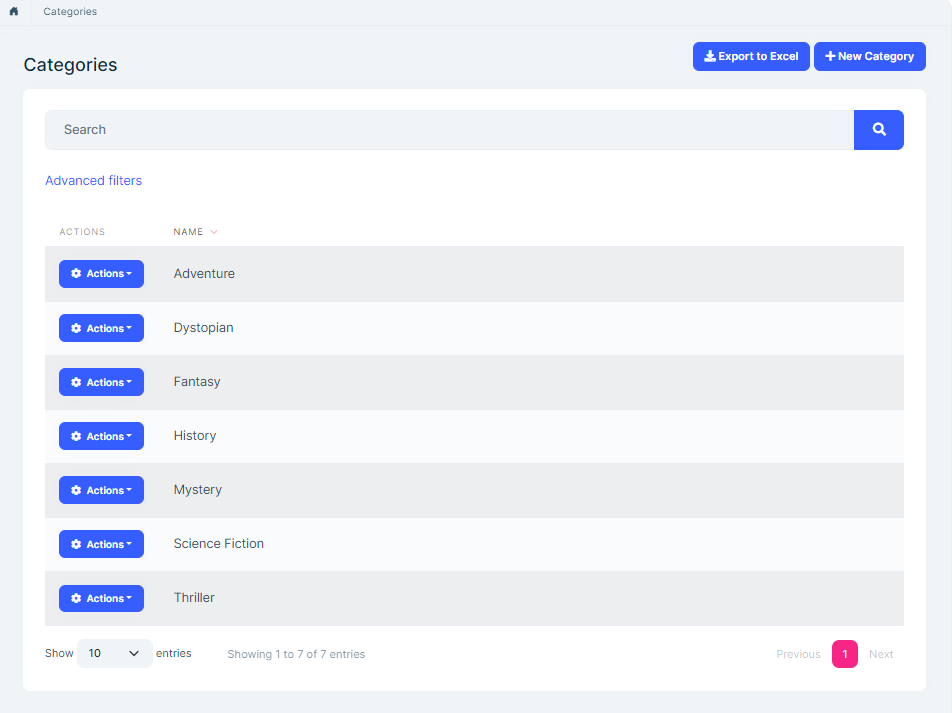 Categories
Categories
Export to Excel
New Category
Search
Advanced filters
ACTIONS NAME
Actions Adventure
Actions Dystopian
Actions Fantasy
Actions History
Actions Mystery
Actions Science Fiction
Actions Thriller
Show 10 entries Showing 1 to 7 of 7 entries Previous 1 Next